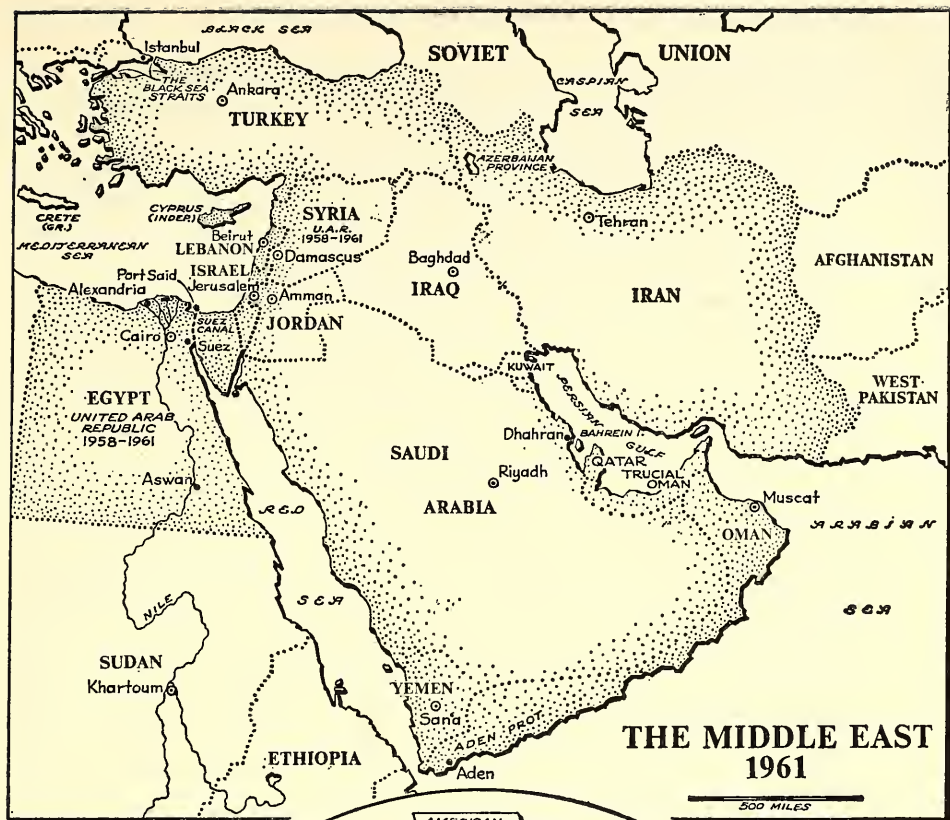 BLACK SEA
Istanbul
SOVIET UNION
THE
BLACK SEA
STRAITS
Ankara
TURKEY
CASPIAN
SEA
AZERBAIJAN
PROVINCE
CRETE
(GR.)
CYPRUS
(INDEP.)
SYRIA
U.A.R.
1958-1961
Tehran
MEDITERRANEAN
SEA
Beirut
LEBANON
Damascus
ISRAEL
Jerusalem
Baghdad
IRAQ
IRAN
AFGHANISTAN
Port Said
Alexandria
Amman
JORDAN
SUEZ
CANAL
Cairo
Suez
KUWAIT
WEST
PAKISTAN
EGYPT
UNITED ARAB
REPUBLIC
1958-1961
PERSIAN
GULF
Dhahran
BAHREIN I.
SAUDI
ARABIA
Riyadh
QATAR
TRUCIAL
OMAN
Aswan
Muscat
OMAN
ARABIAN
SEA
RED
SEA
NILE
SUDAN
Khartoum
YEMEN
Sana
ADEN PROT.
Aden
ETHIOPIA
THE MIDDLE EAST
1961
500 MILES
AMERICAN